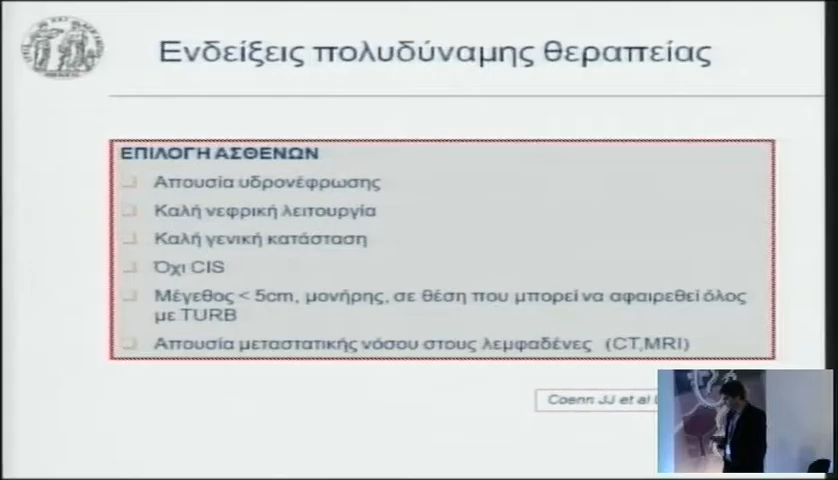 Ενδείξεις πολυδύναμης θεραπείας
ΕΠΙΛΟΓΗ ΑΣΘΕΝΩΝ
Απουσία υδρονέφρωσης
Καλή νεφρική λειτουργία
Καλή γενική κατάσταση
Όχι CIS
Μέγεθος < 5cm, μονήρης, σε θέση που μπορεί να αφαιρεθεί όλος
με TURB
Απουσία μεταστατικής νόσου στους λεμφαδένες (CT,MRI)
Coenn JJ et al